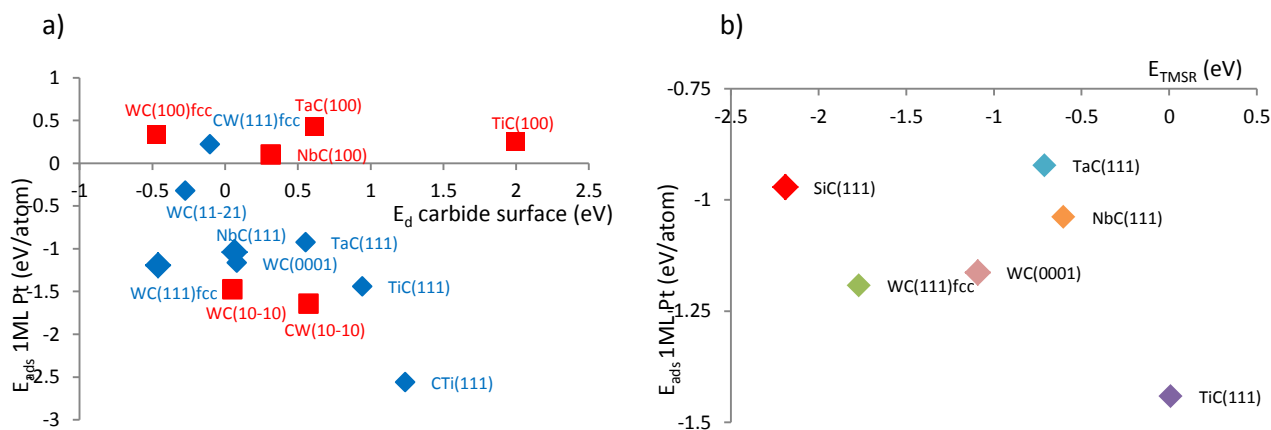 a)
b)
1
0.5
0
-0.5
-1
-1.5
-2
-2.5
-3
E_ads 1ML Pt (eV/atom)
-1
-0.5
0
0.5
1
1.5
2
2.5
E_d carbide surface (eV)
WC(100)fcc
CW(111)fcc
TaC(100)
NbC(100)
TiC(100)
WC(11-21)
NbC(111)
TaC(111)
WC(0001)
WC(111)fcc
TiC(111)
WC(10-10)
CW(10-10)
CTi(111)
E_TMSR (eV)
-0.75
-1
-1.25
-1.5
E_ads 1ML Pt (eV/atom)
-2.5
-2
-1.5
-1
-0.5
0
0.5
TaC(111)
SiC(111)
NbC(111)
WC(0001)
WC(111)fcc
TiC(111)